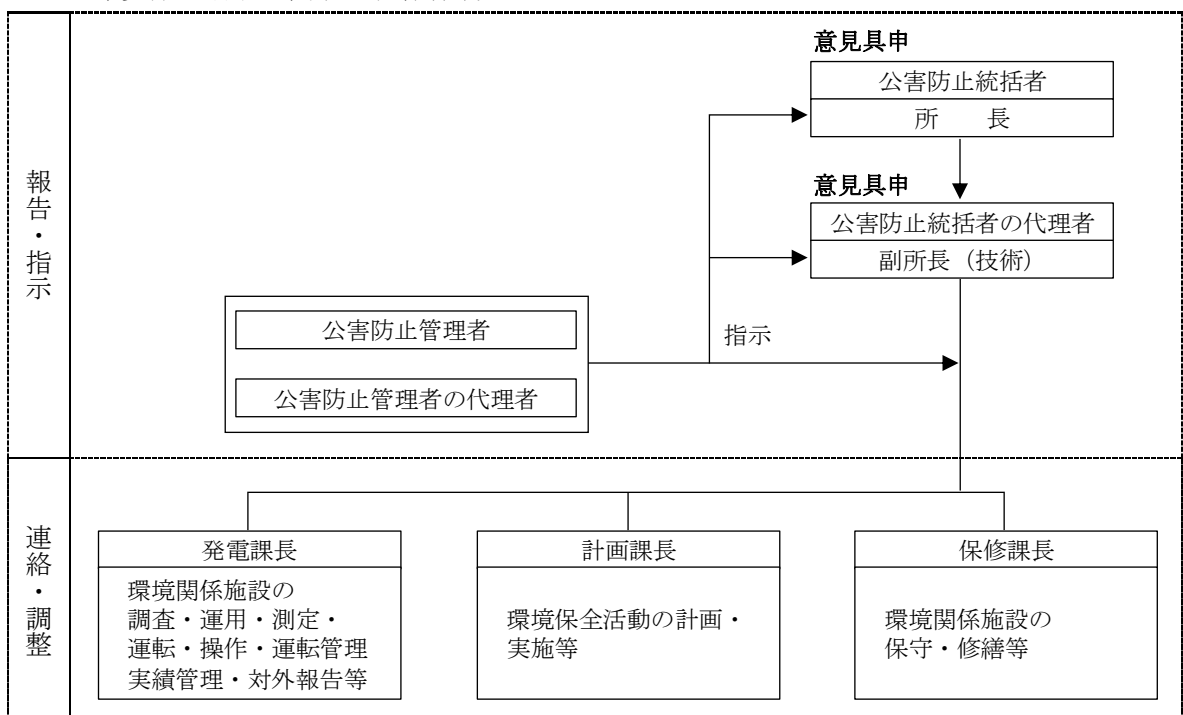 意見具申
公害防止統括者
所　　長
報告・指示
意見具申
公害防止統括者の代理者
副所長（技術）
公害防止管理者
指示
公害防止管理者の代理者
連絡・調整
発電課長
環境関係施設の
調査・運用・測定・
運転・操作・運転管理
実績管理・対外報告等
計画課長
環境保全活動の計画・
実施等
保修課長
環境関係施設の
保守・修繕等